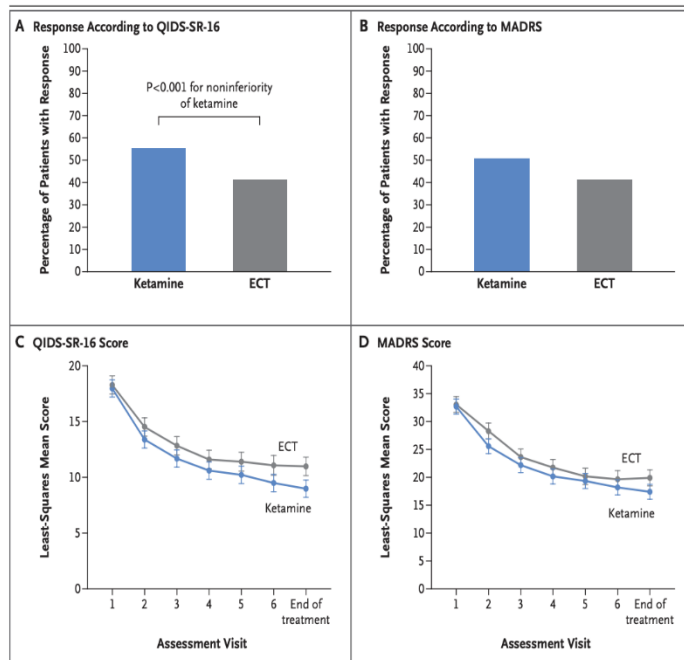 A Response According to QIDS-SR-16
Percentage of Patients with Response
100
90
80
70
60
50
40
30
20
10
0
P<0.001 for noninferiority
of ketamine
Ketamine
ECT
B Response According to MADRS
Percentage of Patients with Response
100
90
80
70
60
50
40
30
20
10
0
Ketamine
ECT
C QIDS-SR-16 Score
Least-Squares Mean Score
20
15
10
5
0
ECT
Ketamine
1 2 3 4 5 6 End of
treatment
Assessment Visit
D MADRS Score
Least-Squares Mean Score
40
35
30
25
20
15
10
5
0
ECT
Ketamine
1 2 3 4 5 6 End of
treatment
Assessment Visit